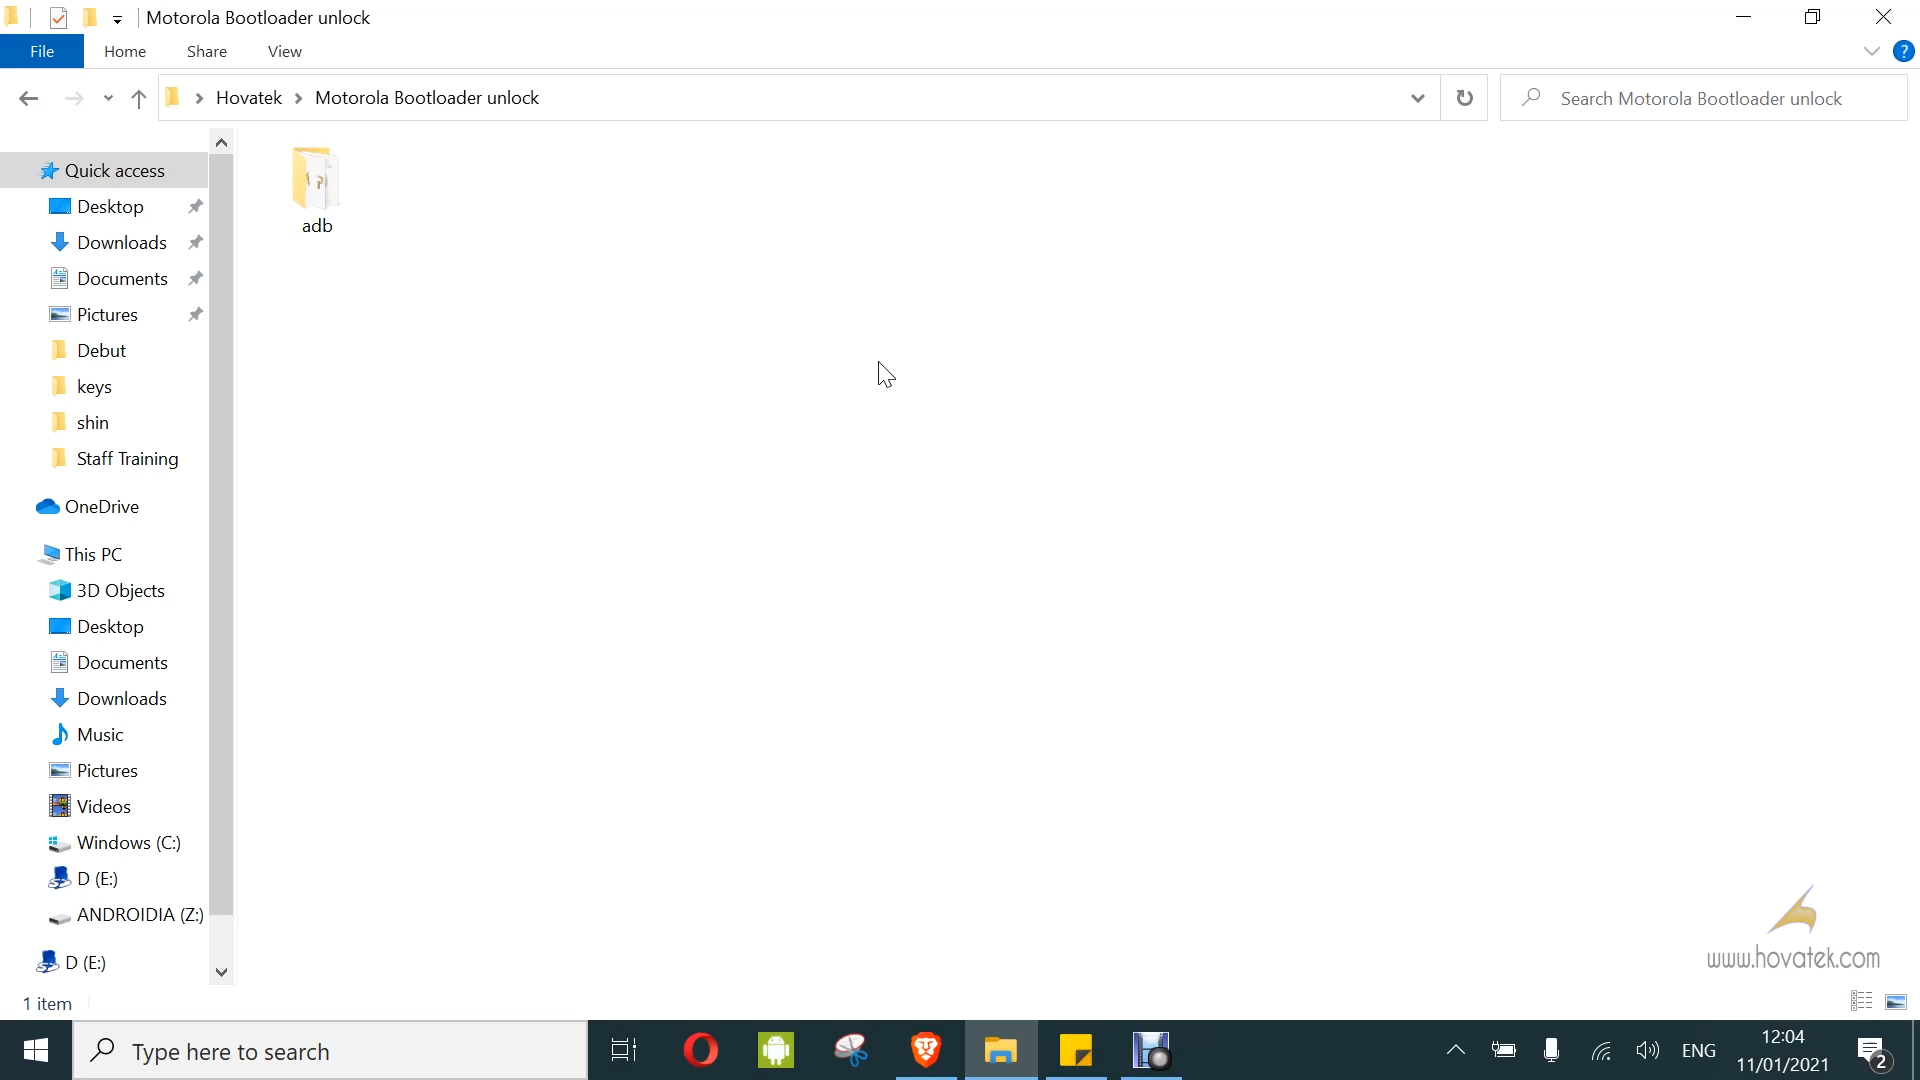 Motorola Bootloader unlock
File Home Share View
Hovatek Motorola Bootloader unlock
Search Motorola Bootloader unlock
Quick access
Desktop
Downloads
Documents
Pictures
Debut
keys
shin
Staff Training
OneDrive
This PC
3D Objects
Desktop
Documents
Downloads
Music
Pictures
Videos
Windows (C:)
D (E:)
ANDROIDIA (Z:)
D (E:)
adb
www.hovatek.com
1 item
Type here to search
ENG
12:04
11/01/2021
2